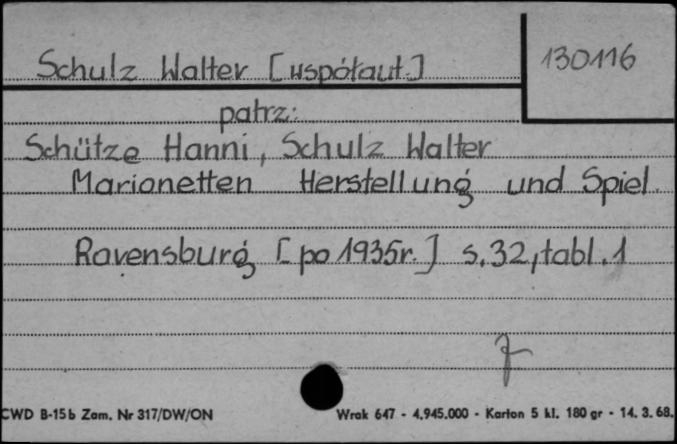 Schulz Walter [współaut.]
130116
patrz:
Schütze Hanni, Schulz Walter
Marionetten Herstellung und Spiel.
Ravensburg [po 1935r.] s.32, tabl.1
CWD B-15b Zam. Nr 317/DW/ON
Wrak 647 - 4.945.000 - Karton 5 kl. 180 gr - 14. 3. 68.